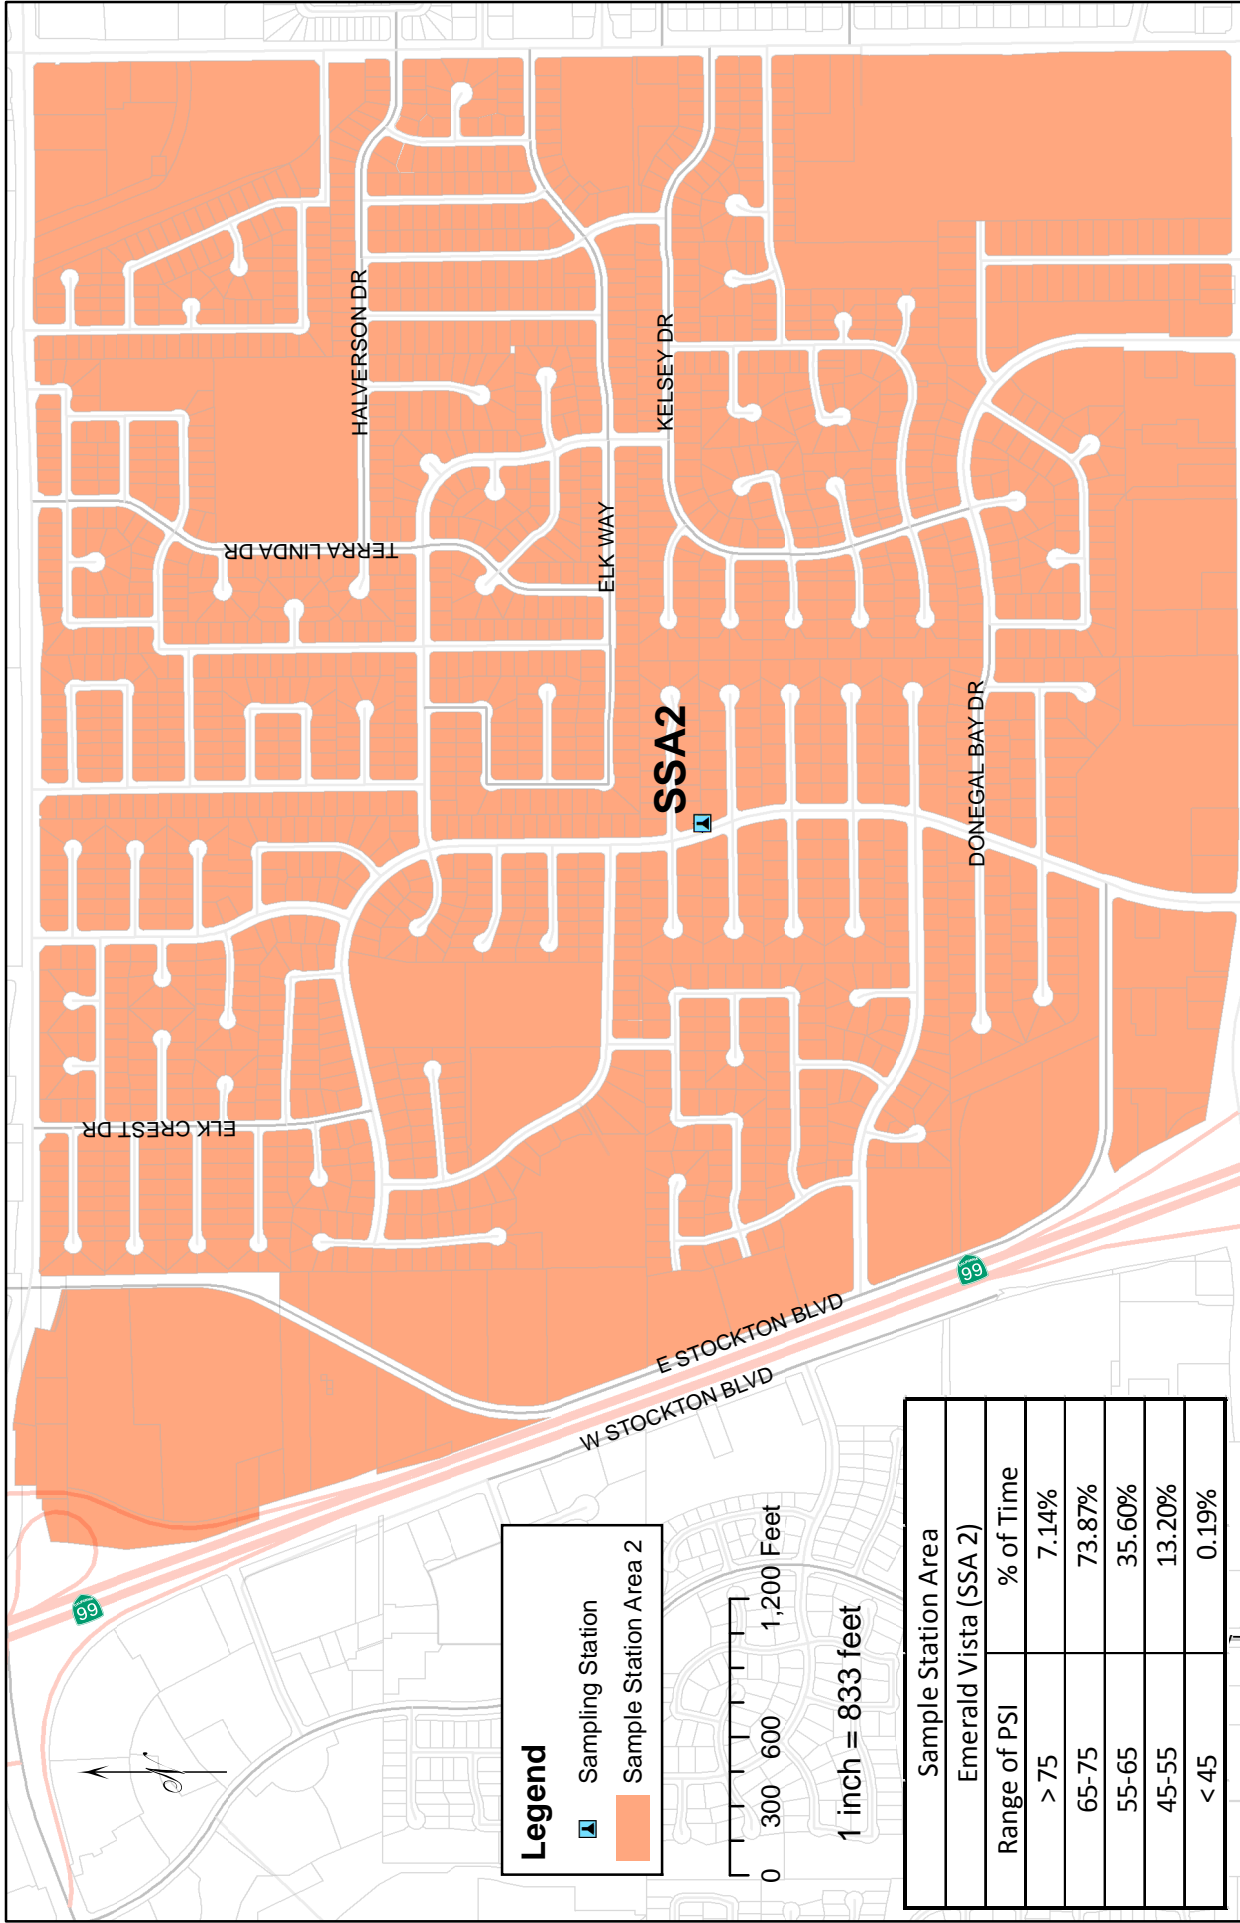 HALVERSON DR
TERRA LINDA DR
KELSEY DR
ELK WAY
SSA2
DONEGAL BAY DR
ELK CREST DR
E STOCKTON BLVD
W STOCKTON BLVD
99
99
N
Legend
Sampling Station
Sample Station Area 2
0 300 600 1,200 Feet
1 inch = 833 feet
Sample Station Area
Emerald Vista (SSA 2)
Range of PSI % of Time
> 75 7.14%
65-75 73.87%
55-65 35.60%
45-55 13.20%
< 45 0.19%